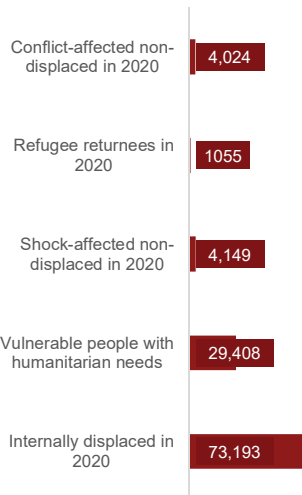 Conflict-affected non-
displaced in 2020
4,024
Refugee returnees in
2020
1055
Shock-affected non-
displaced in 2020
4,149
Vulnerable people with
humanitarian needs
29,408
Internally displaced in
2020
73,193